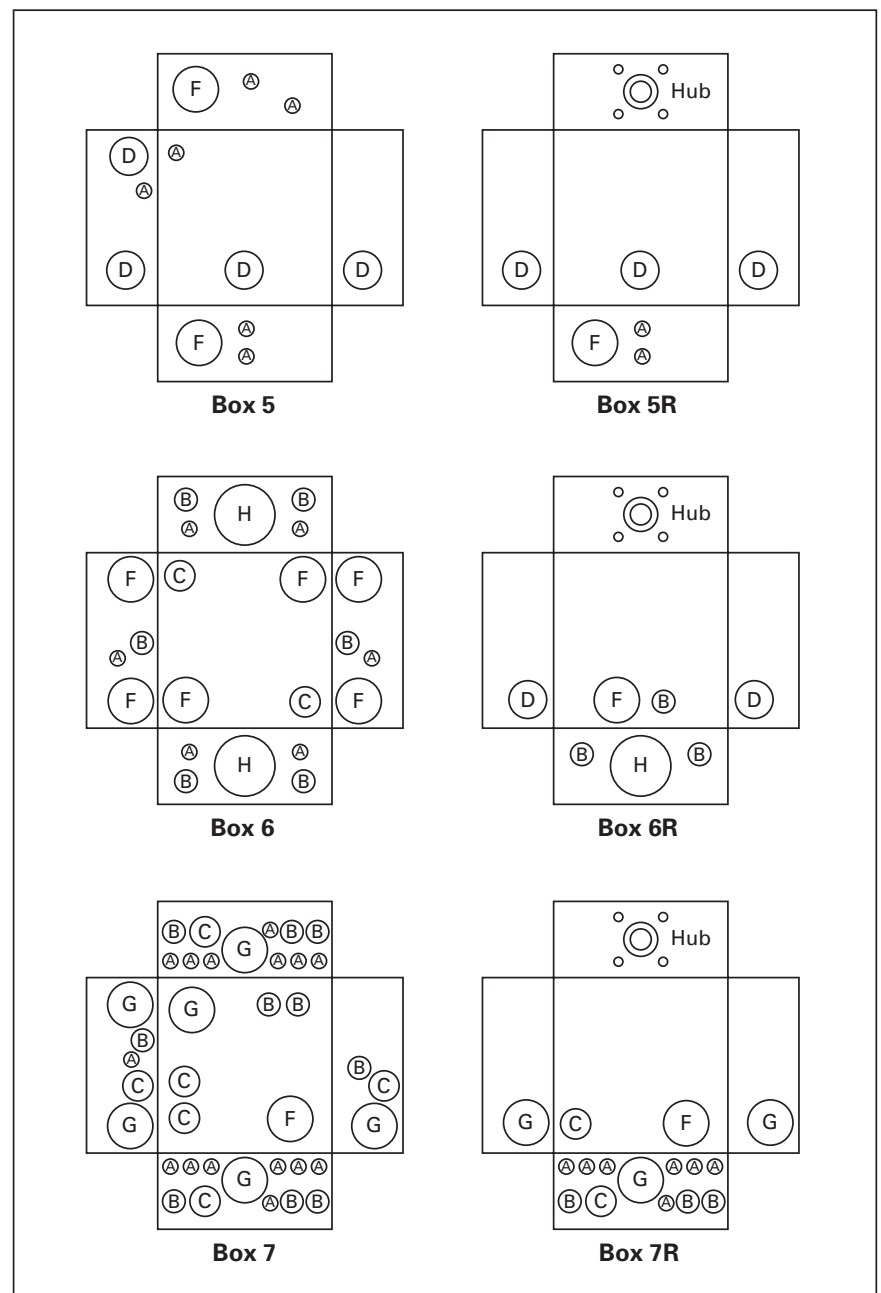 F A A Hub
D A
A
D D D D D D
F A A F A A
Box 5 Box 5R
B H B Hub
A A
F C F F
A B B A
F F C F D F B D
A H A B H B
B B
Box 6 Box 6R
B C G A B B Hub
A A A A A A
G G B B
B
A C B
C C
G C F G G C F G
A A A G A A A A A A G A A A
B C A B B B C A B B
Box 7 Box 7R